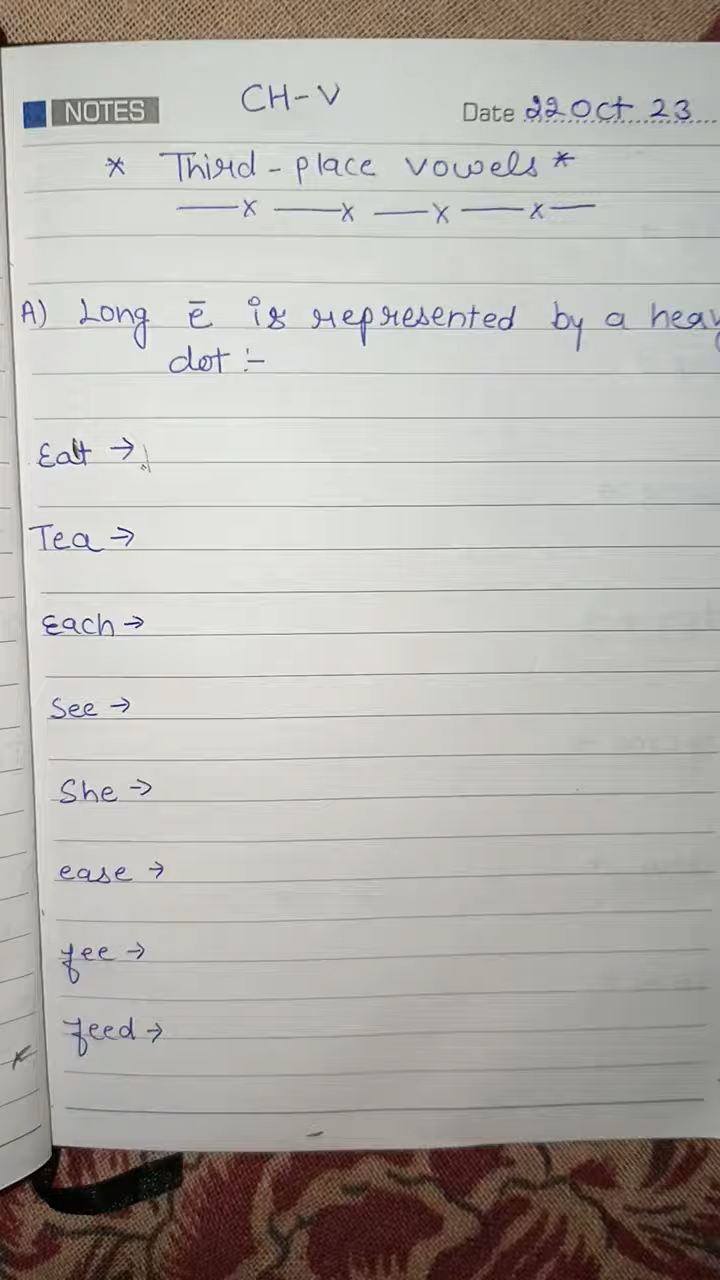 NOTES CH-V Date 22 Oct 23
* Third-place vowels *
—x —x —x —x—
A) Long ē is represented by a heav
dot :-
Eat →
Tea →
Each →
See →
She →
ease →
fee →
feed →